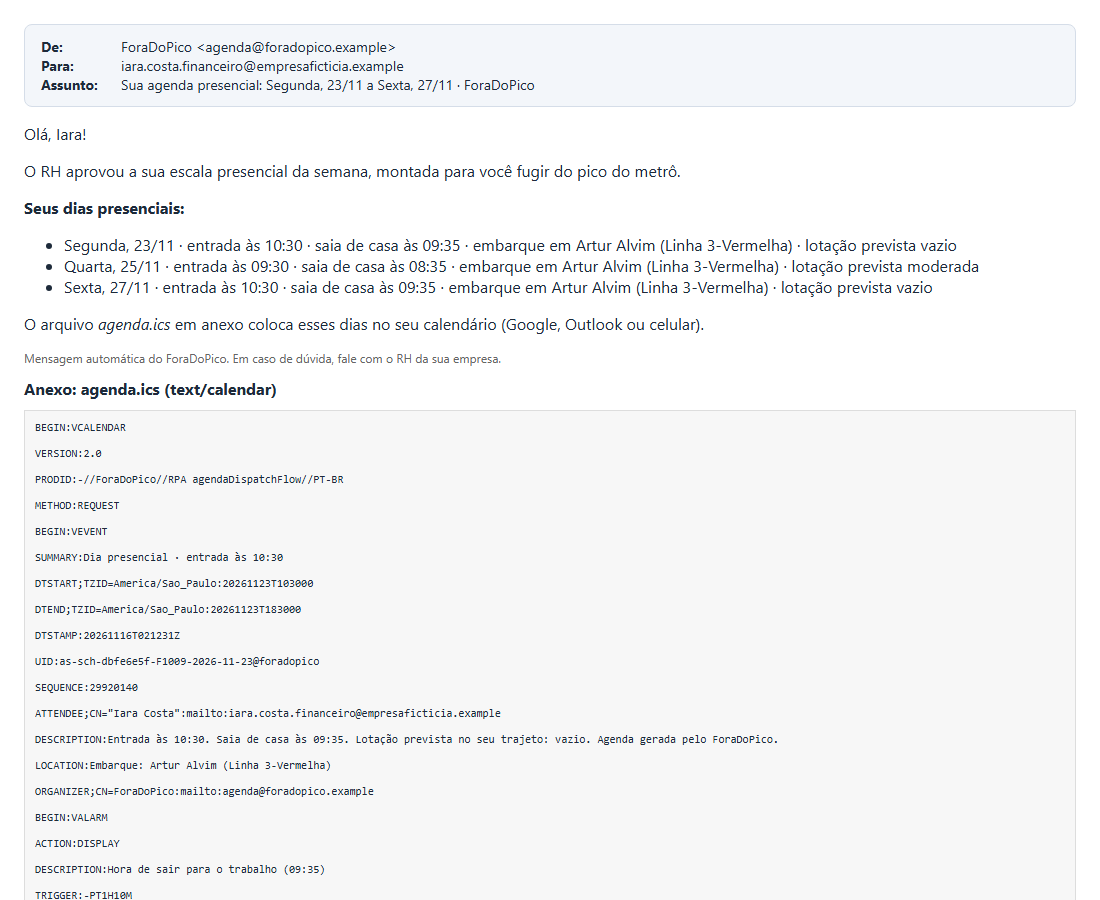 De: ForaDoPico <agenda@foradopico.example>
Para: iara.costa.financeiro@empresaficticia.example
Assunto: Sua agenda presencial: Segunda, 23/11 a Sexta, 27/11 · ForaDoPico
Olá, Iara!
O RH aprovou a sua escala presencial da semana, montada para você fugir do pico do metrô.
Seus dias presenciais:
• Segunda, 23/11 · entrada às 10:30 · saia de casa às 09:35 · embarque em Artur Alvim (Linha 3-Vermelha) · lotação prevista vazio
• Quarta, 25/11 · entrada às 09:30 · saia de casa às 08:35 · embarque em Artur Alvim (Linha 3-Vermelha) · lotação prevista moderada
• Sexta, 27/11 · entrada às 10:30 · saia de casa às 09:35 · embarque em Artur Alvim (Linha 3-Vermelha) · lotação prevista vazio
O arquivo agenda.ics em anexo coloca esses dias no seu calendário (Google, Outlook ou celular).
Mensagem automática do ForaDoPico. Em caso de dúvida, fale com o RH da sua empresa.
Anexo: agenda.ics (text/calendar)
BEGIN:VCALENDAR
VERSION:2.0
PRODID:-//ForaDoPico//RPA agendaDispatchFlow//PT-BR
METHOD:REQUEST
BEGIN:VEVENT
SUMMARY:Dia presencial · entrada às 10:30
DTSTART;TZID=America/Sao_Paulo:20261123T103000
DTEND;TZID=America/Sao_Paulo:20261123T183000
DTSTAMP:20261116T021231Z
UID:as-sch-dbfe6e5f-F1009-2026-11-23@foradopico
SEQUENCE:29920140
ATTENDEE;CN="Iara Costa":mailto:iara.costa.financeiro@empresaficticia.example
DESCRIPTION:Entrada às 10:30. Saia de casa às 09:35. Lotação prevista no seu trajeto: vazio. Agenda gerada pelo ForaDoPico.
LOCATION:Embarque: Artur Alvim (Linha 3-Vermelha)
ORGANIZER;CN=ForaDoPico:mailto:agenda@foradopico.example
BEGIN:VALARM
ACTION:DISPLAY
DESCRIPTION:Hora de sair para o trabalho (09:35)
TRIGGER:-PT1H10M